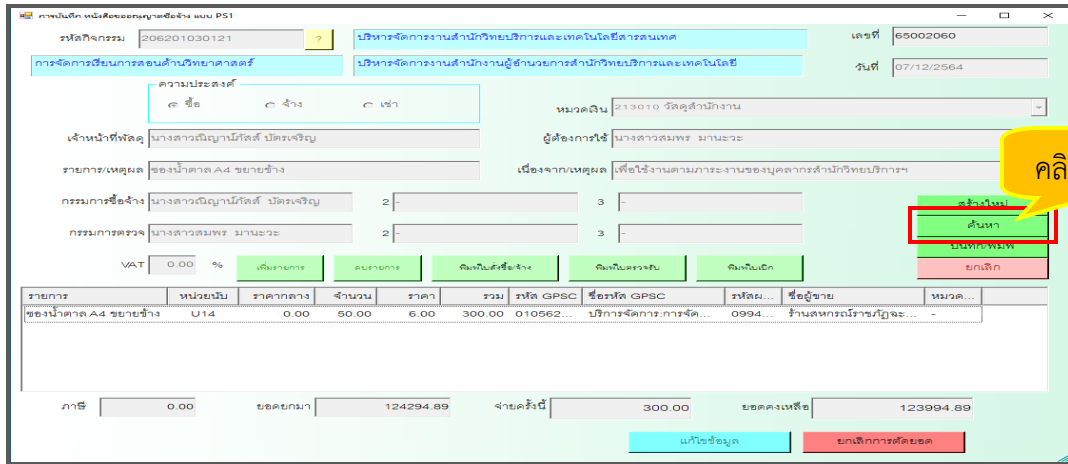 การบันทึก หนังสือขออนุญาตซื้อจ้าง แบบ PS1
รหัสกิจกรรม 206201030121 ? บริหารจัดการงานสำนักวิทยบริการและเทคโนโลยีสารสนเทศ เลขที่ 65002060
การจัดการเรียนการสอนด้านวิทยาศาสตร์ บริหารจัดการงานสำนักงานผู้อำนวยการสำนักวิทยบริการและเทคโนโลยี วันที่ 07/12/2564
ความประสงค์
ซื้อ จ้าง เช่า หมวดเงิน 213010 วัสดุสำนักงาน
เจ้าหน้าที่พัสดุ นางสาวณิญาน์ภัสส์ บัตรเจริญ ผู้ต้องการใช้ นางสาวสมพร มานะวะ
รายการ/เหตุผล ซองน้ำตาล A4 ขยายข้าง เนื่องจาก/เหตุผล เพื่อใช้งานตามภาระงานของบุคลากรสำนักวิทยบริการฯ
คลิ
กรรมการซื้อจ้าง นางสาวณิญาน์ภัสส์ บัตรเจริญ 2 - 3 - สร้างใหม่
กรรมการตรวจ นางสาวสมพร มานะวะ 2 - 3 - ค้นหา
บันทึก/พิมพ์
VAT 0.00 % เพิ่มรายการ ลบรายการ พิมพ์ใบสั่งซื้อ/จ้าง พิมพ์ใบตรวจรับ พิมพ์ใบเบิก ยกเลิก
รายการ หน่วยนับ ราคากลาง จำนวน ราคา รวม รหัส GPSC ชื่อรหัส GPSC รหัสผ... ชื่อผู้ขาย หมวด...
ซองน้ำตาล A4 ขยายข้าง U14 0.00 50.00 6.00 300.00 010562... บริการจัดการ:การจัด... 0994... ร้านสหกรณ์ราชภัฏฉะ... -
ภาษี 0.00 ยอดยกมา 124294.89 จ่ายครั้งนี้ 300.00 ยอดคงเหลือ 123994.89
แก้ไขข้อมูล ยกเลิกการตัดยอด